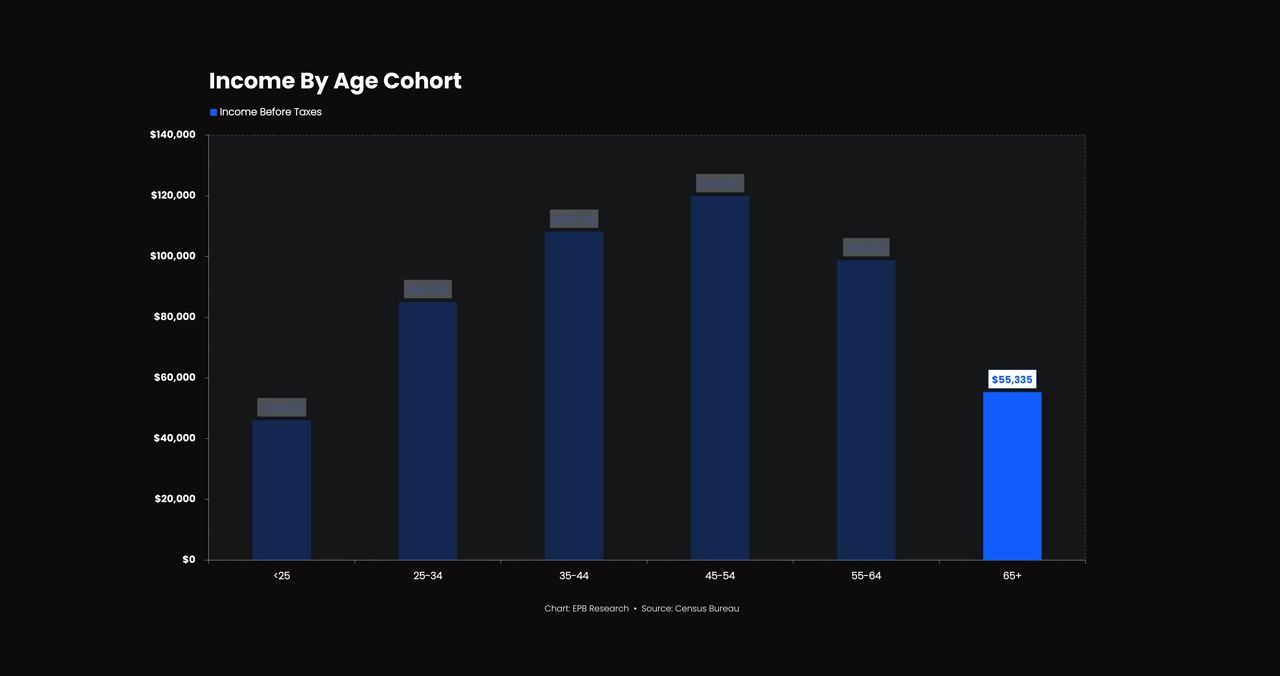 Income By Age Cohort
Income Before Taxes
$140,000
$120,000
$100,000
$80,000
$60,000
$40,000
$20,000
$0
$55,335
<25 25-34 35-44 45-54 55-64 65+
Chart: EPB Research • Source: Census Bureau